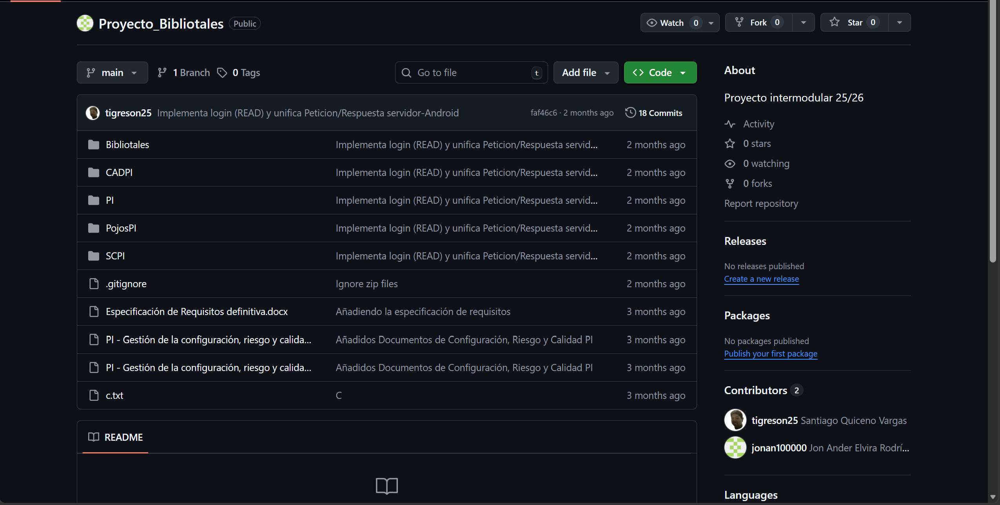 Proyecto_Bibliotales Public
Watch 0
Fork 0
Star 0
main
1 Branch
0 Tags
Go to file t
Add file
Code
tigreson25 Implementa login (READ) y unifica Peticion/Respuesta servidor-Android faf46c6 · 2 months ago 18 Commits
Bibliotales Implementa login (READ) y unifica Peticion/Respuesta servid... 2 months ago
CADPI Implementa login (READ) y unifica Peticion/Respuesta servid... 2 months ago
PI Implementa login (READ) y unifica Peticion/Respuesta servid... 2 months ago
PojosPI Implementa login (READ) y unifica Peticion/Respuesta servid... 2 months ago
SCPI Implementa login (READ) y unifica Peticion/Respuesta servid... 2 months ago
.gitignore Ignore zip files 2 months ago
Especificación de Requisitos definitiva.docx Añadiendo la especificación de requisitos 3 months ago
PI - Gestión de la configuración, riesgo y calida... Añadidos Documentos de Configuración, Riesgo y Calidad PI 3 months ago
PI - Gestión de la configuración, riesgo y calida... Añadidos Documentos de Configuración, Riesgo y Calidad PI 3 months ago
c.txt C 3 months ago
README
About
Proyecto intermodular 25/26
Activity
0 stars
0 watching
0 forks
Report repository
Releases
No releases published
Create a new release
Packages
No packages published
Publish your first package
Contributors 2
tigreson25 Santiago Quiceno Vargas
jonan100000 Jon Ander Elvira Rodrí...
Languages